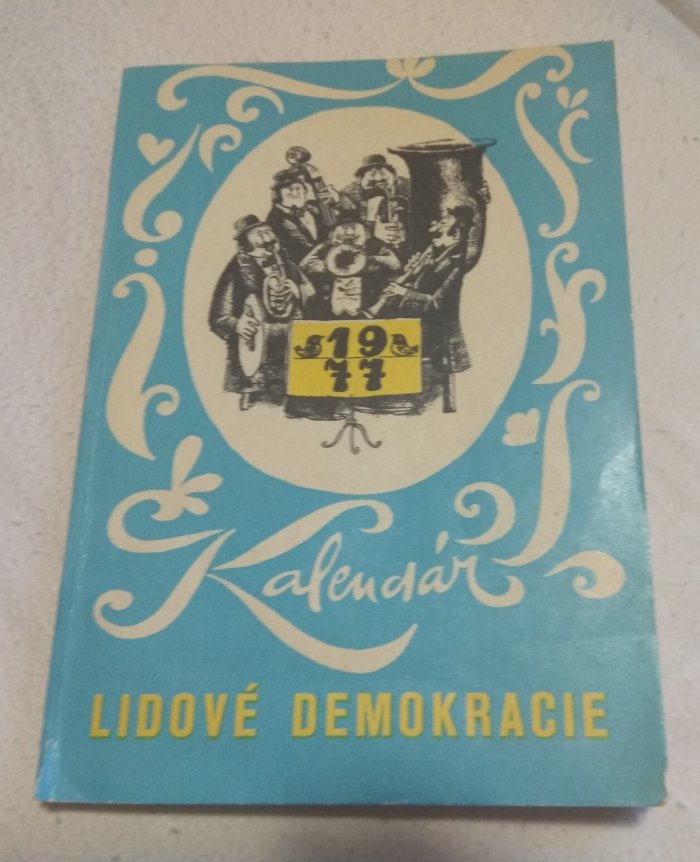 19
77
Kalendář
LIDOVÉ DEMOKRACIE